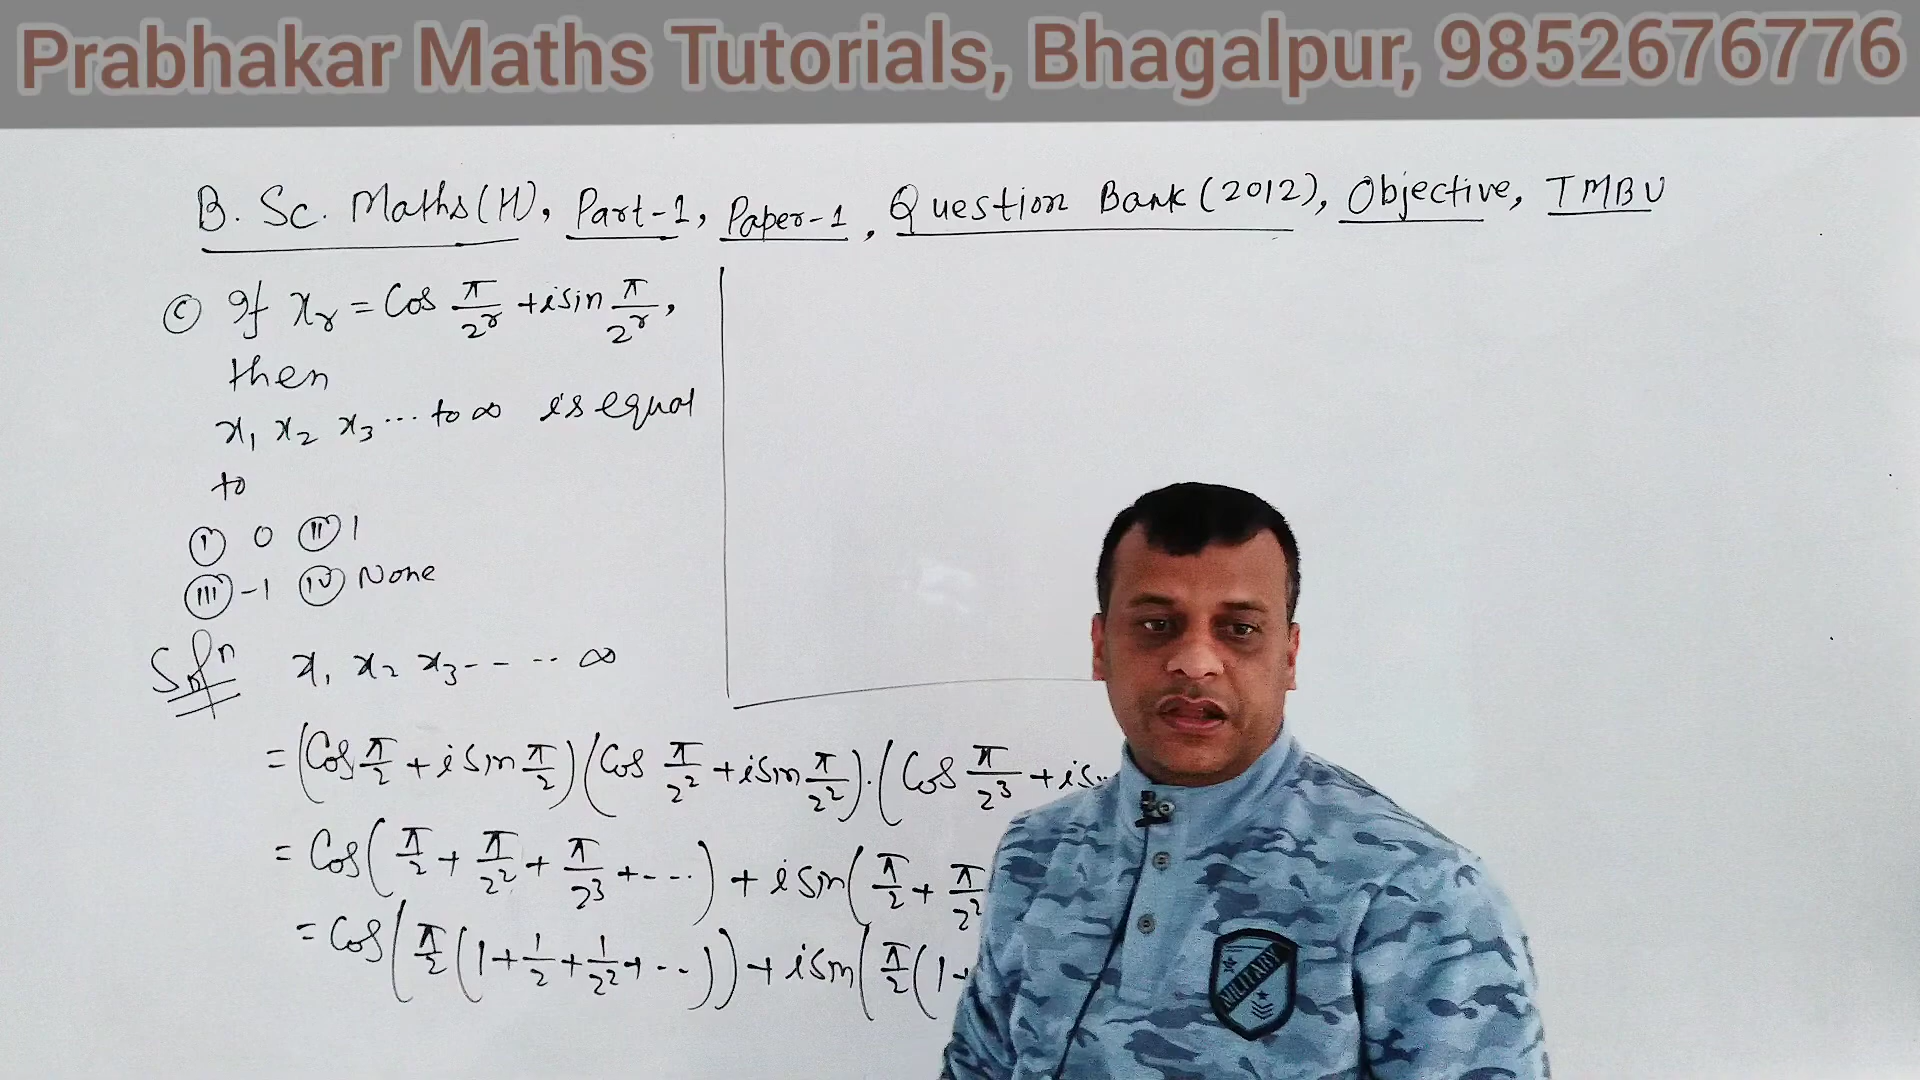 Prabhakar Maths Tutorials, Bhagalpur, 9852676776
B. Sc. Maths(H), Part-1, Paper-1, Question Bank (2012), Objective, TMBU
(c) If x_r = Cos π/2^r + i sin π/2^r,
then
x₁ x₂ x₃ ... to ∞ is equal
to
(i) 0 (ii) 1
(iii) -1 (iv) None
Solⁿ x₁ x₂ x₃ - - - - - ∞
= (Cos π/2 + i Sin π/2)(Cos π/2² + i Sin π/2²).(Cos π/2³ + i
= Cos(π/2 + π/2² + π/2³ + - - -) + i Sin(π/2 + π/2²
= Cos(π/2(1 + 1/2 + 1/2² + - - -)) + i Sin(π/2(1 +
MILITARY